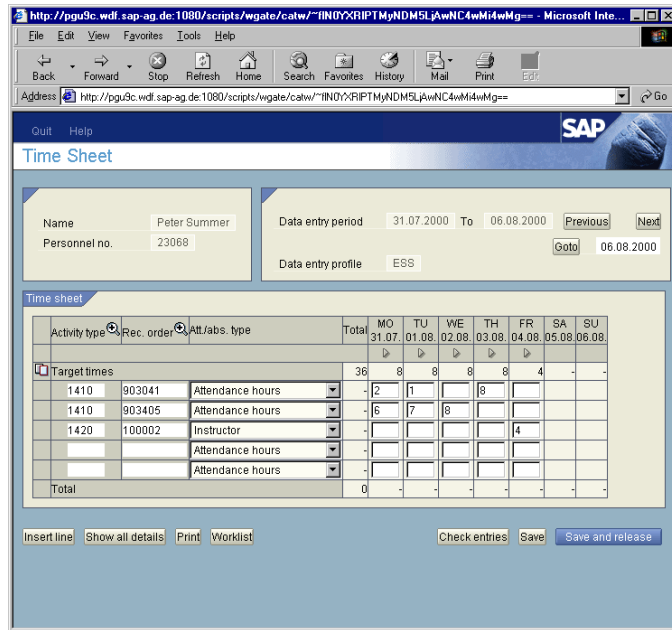 http://pgu9c.wdf.sap-ag.de:1080/scripts/wgate/catw/~flN0YXRlPTMyNDM5LjAwNC4wMi4wMg== - Microsoft Inte...
File Edit View Favorites Tools Help
Back Forward Stop Refresh Home Search Favorites History Mail Print Edit
Address http://pgu9c.wdf.sap-ag.de:1080/scripts/wgate/catw/~flN0YXRlPTMyNDM5LjAwNC4wMi4wMg== Go
Quit Help
SAP
Time Sheet
Name Peter Summer
Personnel no. 23068
Data entry period 31.07.2000 To 06.08.2000 Previous Next
Goto 06.08.2000
Data entry profile ESS
Time sheet
Activity type Rec. order Att./abs. type Total MO 31.07. TU 01.08. WE 02.08. TH 03.08. FR 04.08. SA 05.08. SU 06.08.
Target times 36 8 8 8 8 4 - -
1410 903041 Attendance hours - 2 1 8
1410 903405 Attendance hours - 6 7 8
1420 100002 Instructor - 4
Attendance hours -
Attendance hours -
Total 0 - - - - - - -
Insert line Show all details Print Worklist Check entries Save Save and release